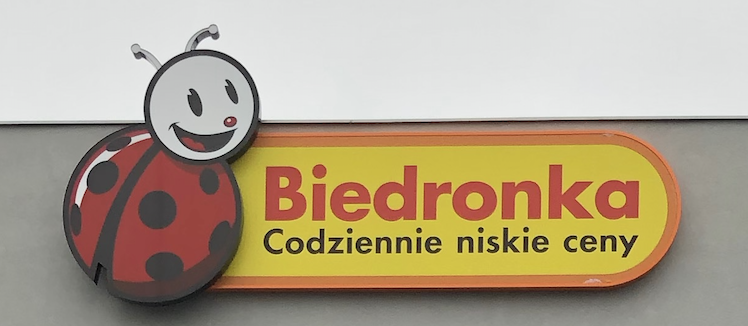 Biedronka
Codziennie niskie ceny